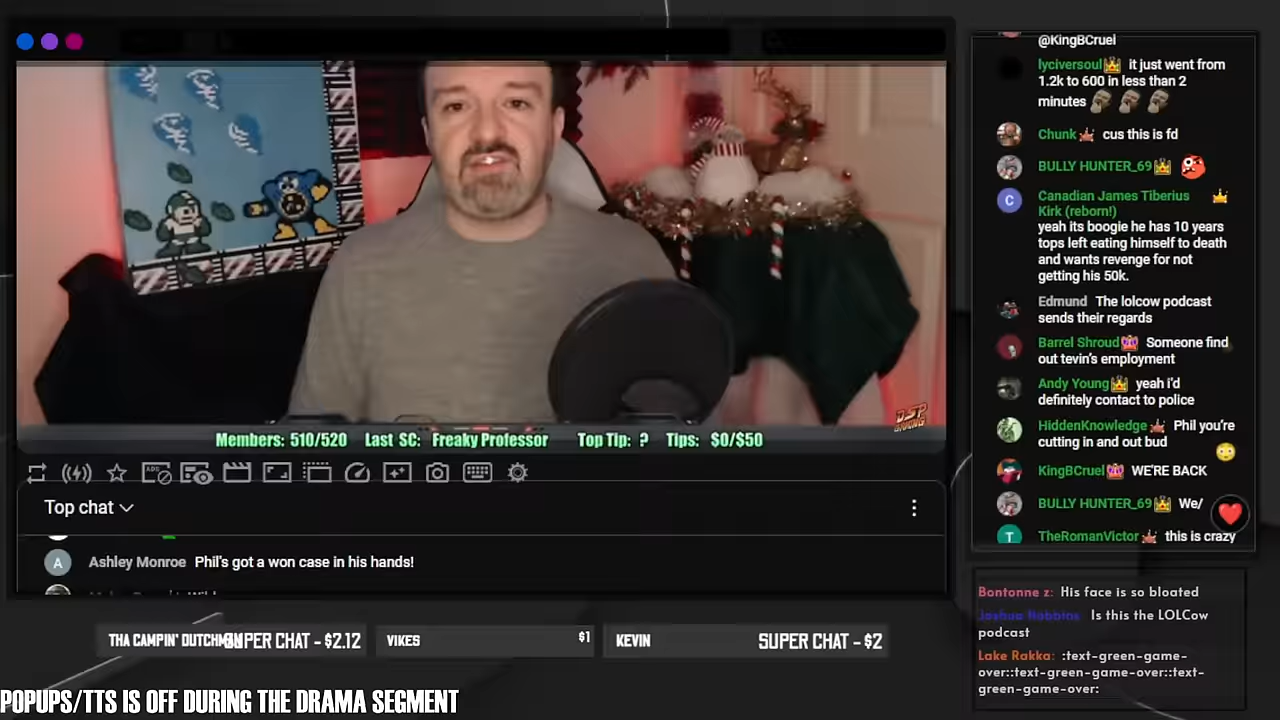 Members: 510/520 Last SC: Freaky Professor Top Tip: ? Tips: $0/$50
DSP
GAMING
Top chat
A
Ashley Monroe Phil's got a won case in his hands!
@KingBCruel
lyciversoul it just went from
1.2k to 600 in less than 2
minutes
Chunk cus this is fd
BULLY HUNTER_69
C
Canadian James Tiberius
Kirk (reborn!)
yeah its boogie he has 10 years
tops left eating himself to death
and wants revenge for not
getting his 50k.
Edmund The lolcow podcast
sends their regards
Barrel Shroud Someone find
out tevin's employment
Andy Young yeah i'd
definitely contact to police
HiddenKnowledge Phil you're
cutting in and out bud
KingBCruel WE'RE BACK
BULLY HUNTER_69 We/
T
TheRomanVictor this is crazy
Bontonne z: His face is so bloated
Joshua Robbins Is this the LOLCow
podcast
Lake Rakka: :text-green-game-
over::text-green-game-over::text-
green-game-over:
THA CAMPIN' SUPER CHAT - $2.12
VIKES $1
KEVIN SUPER CHAT - $2
POPUPS/TTS IS OFF DURING THE DRAMA SEGMENT